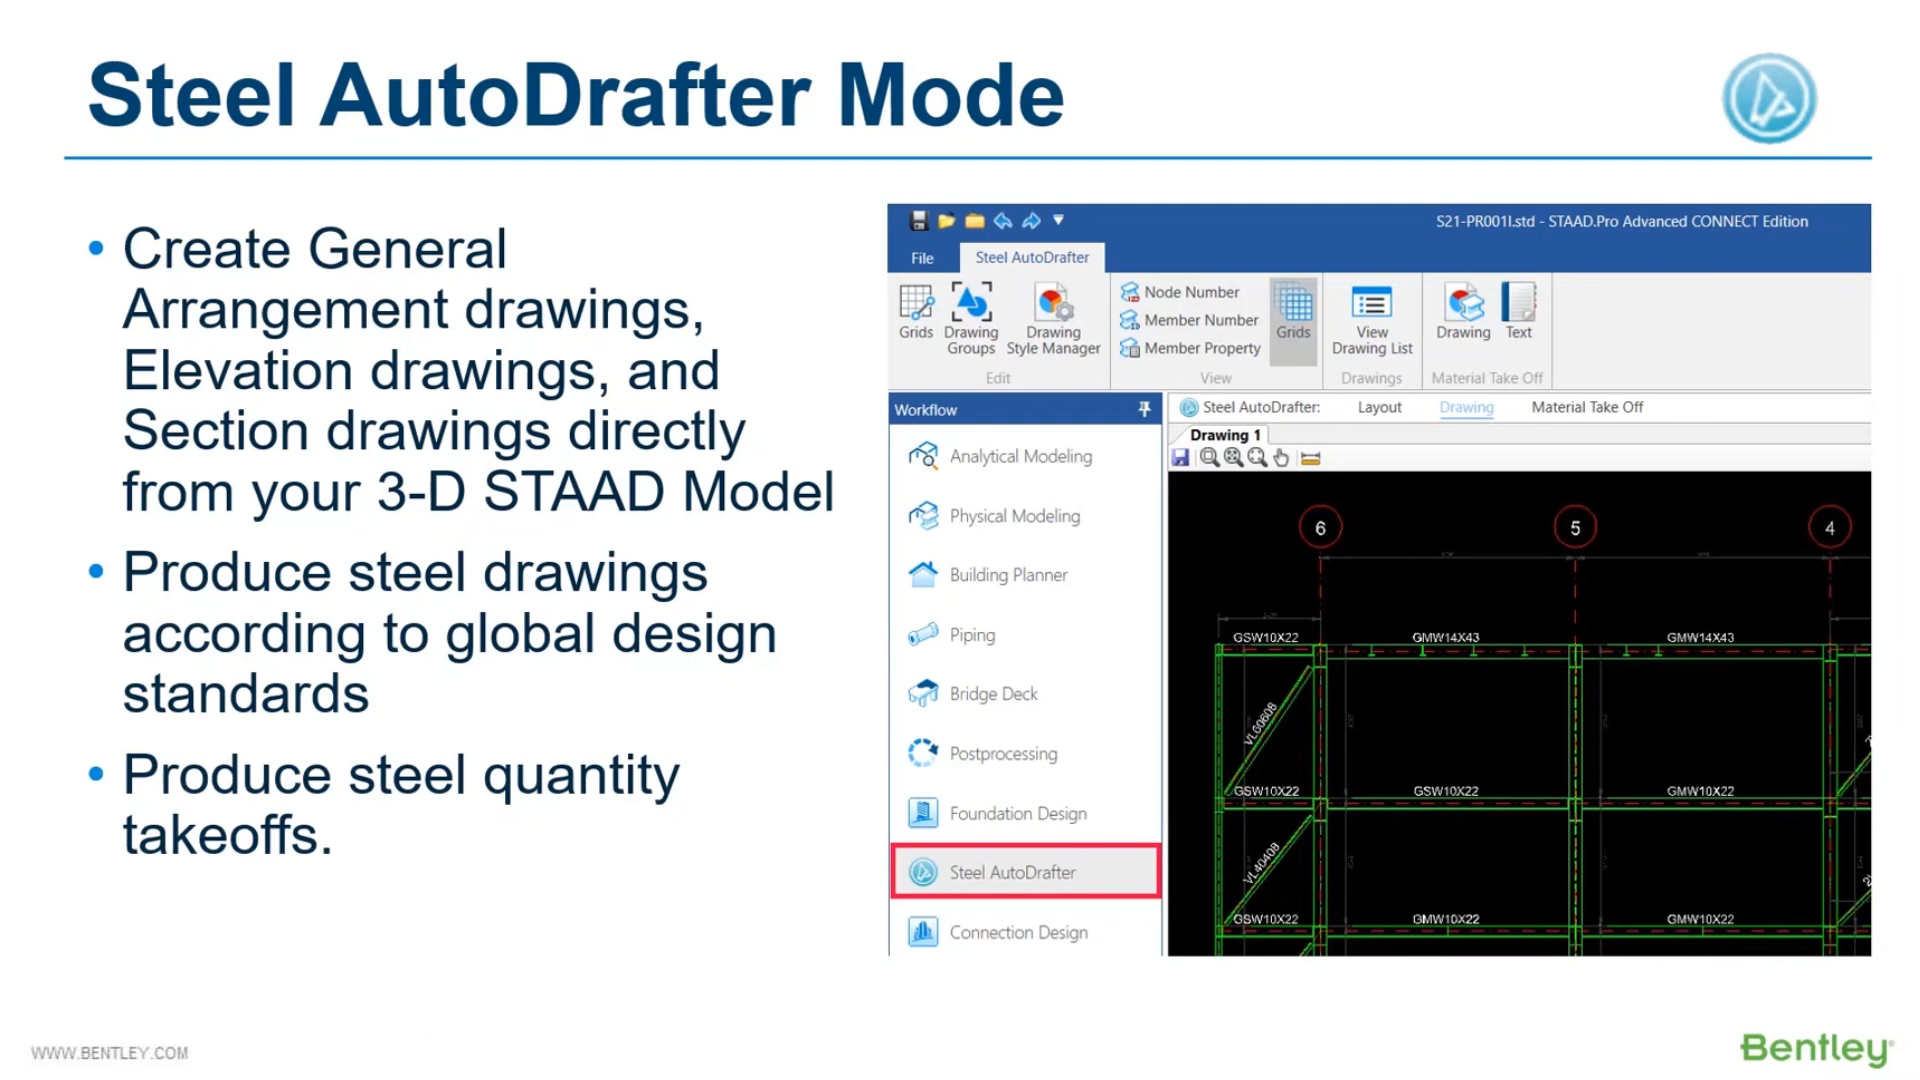 Steel AutoDrafter Mode
• Create General
Arrangement drawings,
Elevation drawings, and
Section drawings directly
from your 3-D STAAD Model
• Produce steel drawings
according to global design
standards
• Produce steel quantity
takeoffs.
S21-PR001I.std - STAAD.Pro Advanced CONNECT Edition
File Steel AutoDrafter
Grids
Drawing
Groups
Drawing
Style Manager
Edit
Node Number
Member Number
Member Property
Grids
View
View
Drawing List
Drawings
Drawing Text
Material Take Off
Workflow
Analytical Modeling
Physical Modeling
Building Planner
Piping
Bridge Deck
Postprocessing
Foundation Design
Steel AutoDrafter
Connection Design
Steel AutoDrafter: Layout Drawing Material Take Off
Drawing 1
6 5 4
GSW10X22 GMW14X43 GMW14X43
VL60608
GSW10X22 GSW10X22 GMW10X22
VL40408
GSW10X22 GMW10X22 GMW10X22
WWW.BENTLEY.COM
Bentley